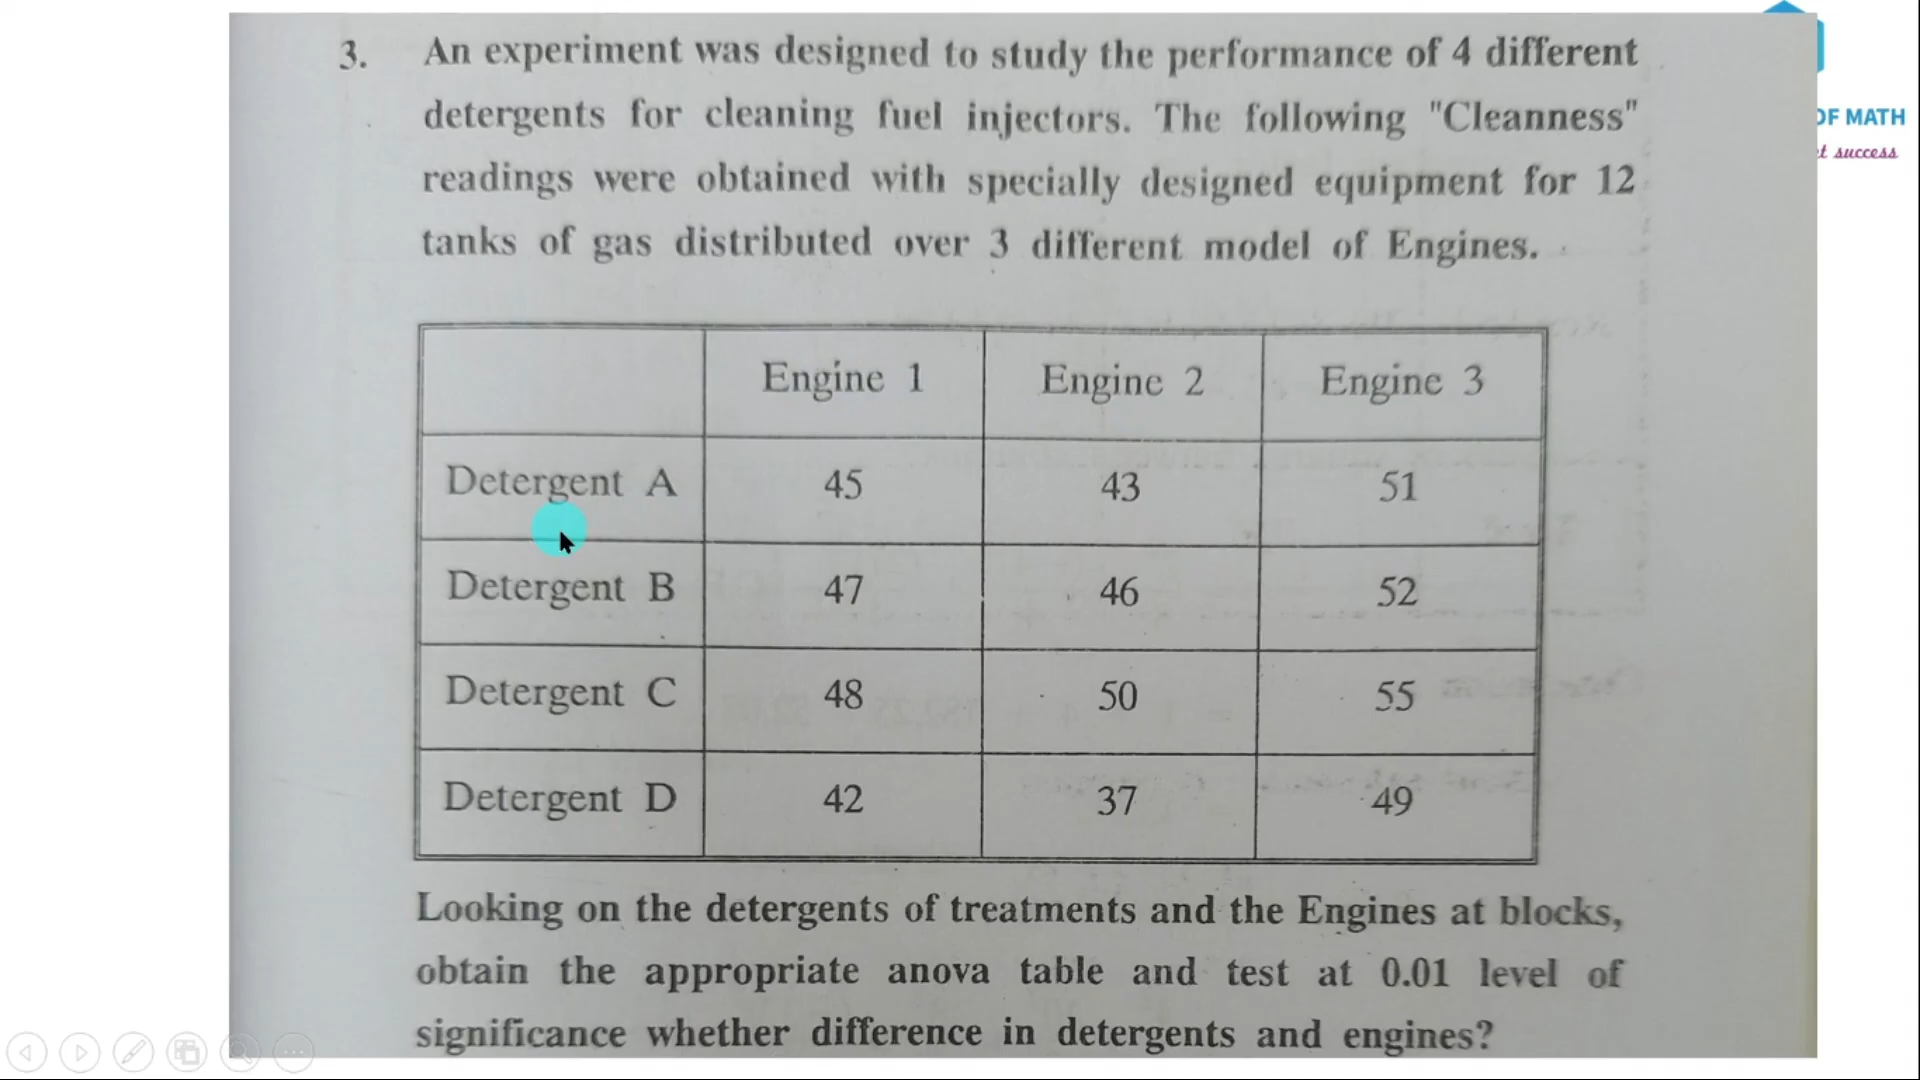 3. An experiment was designed to study the performance of 4 different
detergents for cleaning fuel injectors. The following "Cleanness"
readings were obtained with specially designed equipment for 12
tanks of gas distributed over 3 different model of Engines.
OF MATH
t success
Engine 1 Engine 2 Engine 3
Detergent A 45 43 51
Detergent B 47 46 52
Detergent C 48 50 55
Detergent D 42 37 49
Looking on the detergents of treatments and the Engines at blocks,
obtain the appropriate anova table and test at 0.01 level of
significance whether difference in detergents and engines?